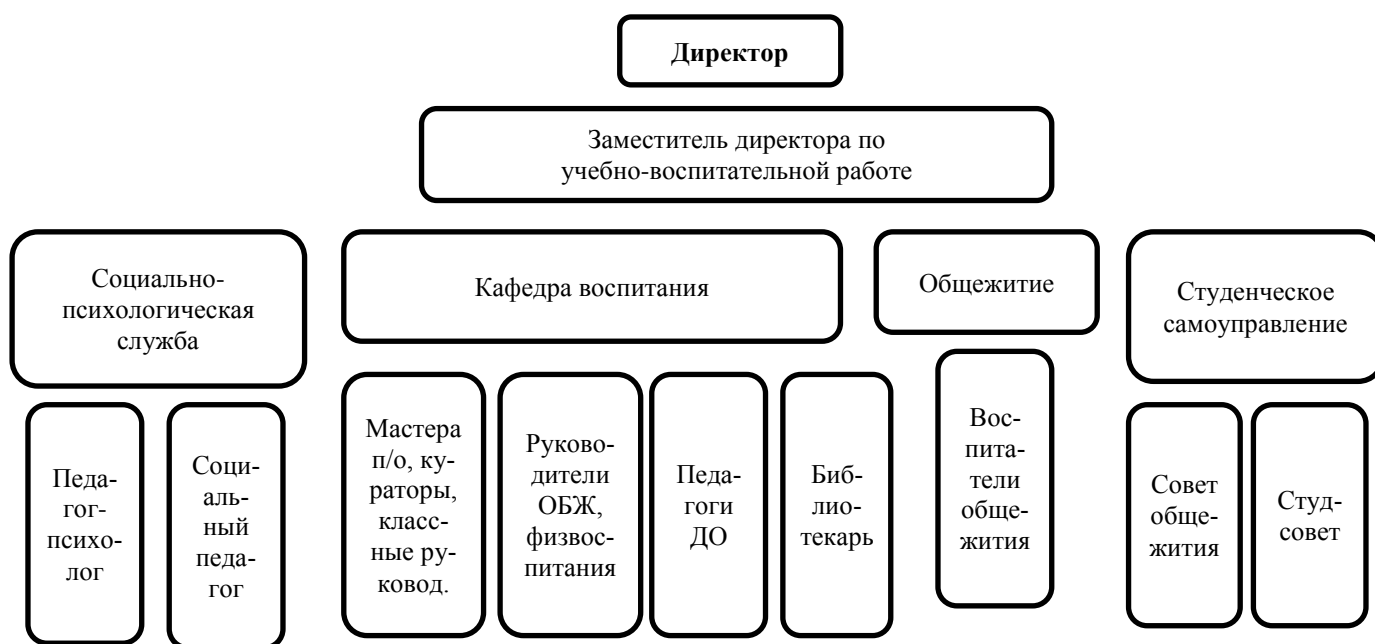 Директор
Заместитель директора по
учебно-воспитательной работе
Социально-
психологическая
служба
Кафедра воспитания
Общежитие
Студенческое
самоуправление
Педа-
гог-
психо-
лог
Соци-
аль-
ный
педа-
гог
Мастера
п/о, ку-
раторы,
класс-
ные ру-
ковод.
Руково-
дители
ОБЖ,
физвос-
питания
Педа-
гоги
ДО
Биб-
лио-
текарь
Вос-
пита-
тели
обще-
жития
Совет
обще-
жития
Студ-
совет